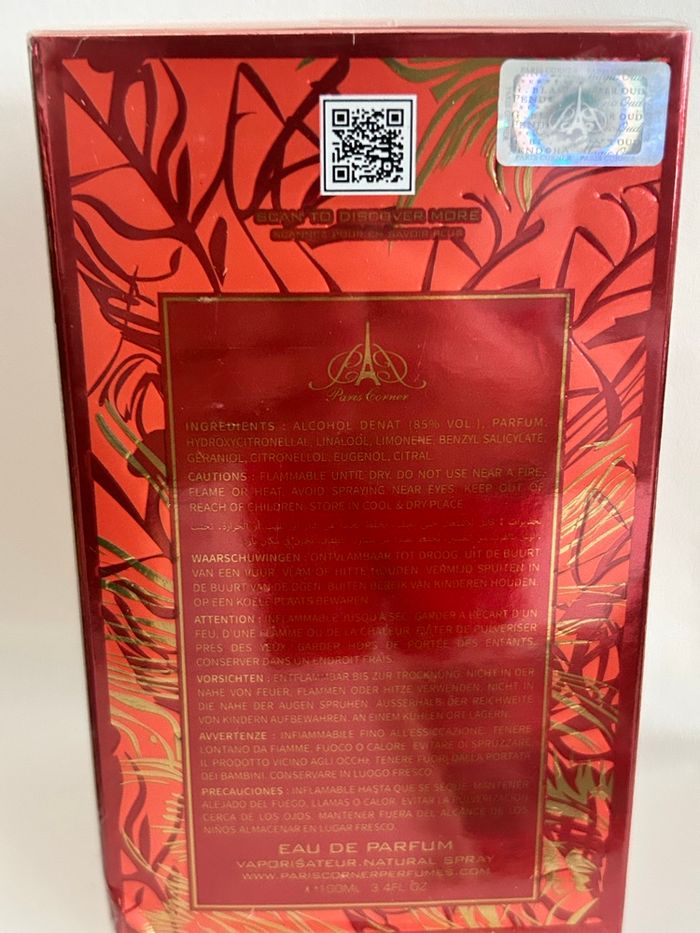 PARIS CORNER
PENDORA
PARIS CORNER
SCAN TO DISCOVER MORE
SCANNEZ POUR EN SAVOIR PLUS
Paris Corner
INGREDIENTS : ALCOHOL DENAT (85% VOL.), PARFUM,
HYDROXYCITRONELLAL, LINALOOL, LIMONENE, BENZYL SALICYLATE,
GERANIOL, CITRONELLOL, EUGENOL, CITRAL.
CAUTIONS : FLAMMABLE UNTIL DRY. DO NOT USE NEAR A FIRE,
FLAME OR HEAT. AVOID SPRAYING NEAR EYES. KEEP OUT OF
REACH OF CHILDREN. STORE IN COOL & DRY PLACE
WAARSCHUWINGEN : ONTVLAMBAAR TOT DROOG. UIT DE BUURT
VAN EEN VUUR, VLAM OF HITTE HOUDEN. VERMIJD SPUITEN IN
DE BUURT VAN DE OGEN. BUITEN BEREIK VAN KINDEREN HOUDEN.
OP EEN KOELE PLAATS BEWAREN.
ATTENTION : INFLAMMABLE JUSQU'A SEC. GARDER A L'ECART D'UN
FEU, D'UNE FLAMME OU DE LA CHALEUR. EVITER DE PULVERISER
PRES DES YEUX. GARDER HORS DE PORTEE DES ENFANTS.
CONSERVER DANS UN ENDROIT FRAIS.
VORSICHTEN : ENTFLAMMBAR BIS ZUR TROCKNUNG. NICHT IN DER
NAHE VON FEUER, FLAMMEN ODER HITZE VERWENDEN. NICHT IN
DIE NAHE DER AUGEN SPRUHEN. AUSSERHALB DER REICHWEITE
VON KINDERN AUFBEWAHREN. AN EINEM KUHLEN ORT LAGERN.
AVVERTENZE : INFIAMMABILE FINO ALL'ESSICCAZIONE. TENERE
LONTANO DA FIAMME, FUOCO O CALORE. EVITARE DI SPRUZZARE
IL PRODOTTO VICINO AGLI OCCHI. TENERE FUORI DALLA PORTATA
DEI BAMBINI. CONSERVARE IN LUOGO FRESCO.
PRECAUCIONES : INFLAMABLE HASTA QUE SE SEQUE. MANTENER
ALEJADO DEL FUEGO, LLAMAS O CALOR. EVITAR LA PULVERIZACION
CERCA DE LOS OJOS. MANTENER FUERA DEL ALCANCE DE LOS
NIÑOS ALMACENAR EN LUGAR FRESCO.
EAU DE PARFUM
VAPORISATEUR NATURAL SPRAY
WWW.PARISCORNERPERFUMES.COM
100ML 3.4FL OZ